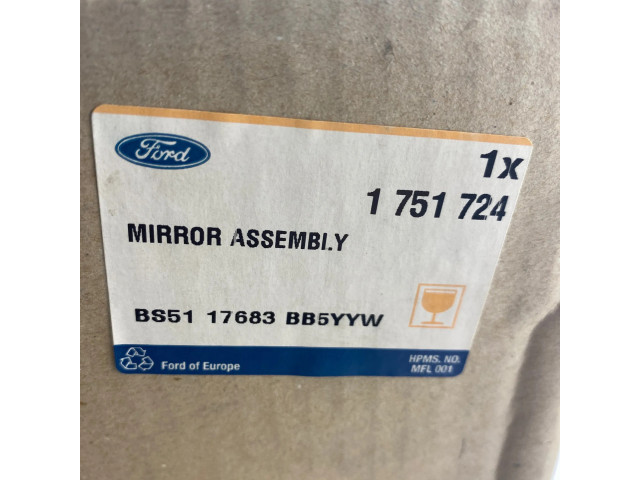 Ford
1x
1 751 724
MIRROR ASSEMBLY
BS51 17683 BB5YYW
Ford of Europe
HPMS. NO.
MFL 001